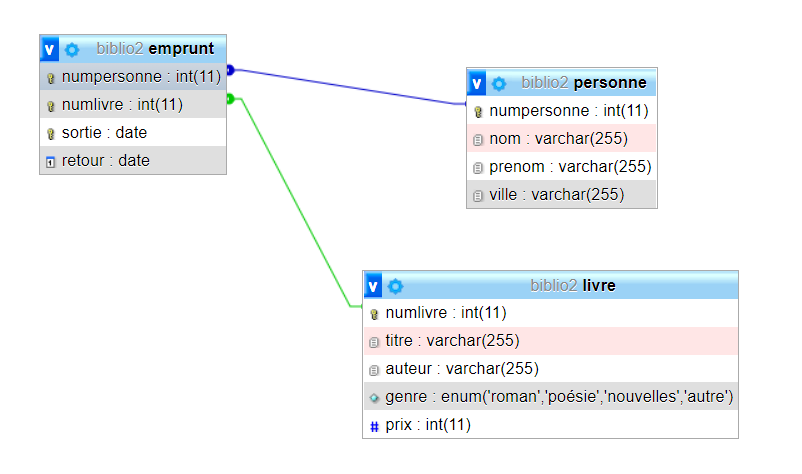 v biblio2 emprunt
numpersonne : int(11)
numlivre : int(11)
sortie : date
retour : date
v biblio2 personne
numpersonne : int(11)
nom : varchar(255)
prenom : varchar(255)
ville : varchar(255)
v biblio2 livre
numlivre : int(11)
titre : varchar(255)
auteur : varchar(255)
genre : enum('roman','poésie','nouvelles','autre')
# prix : int(11)